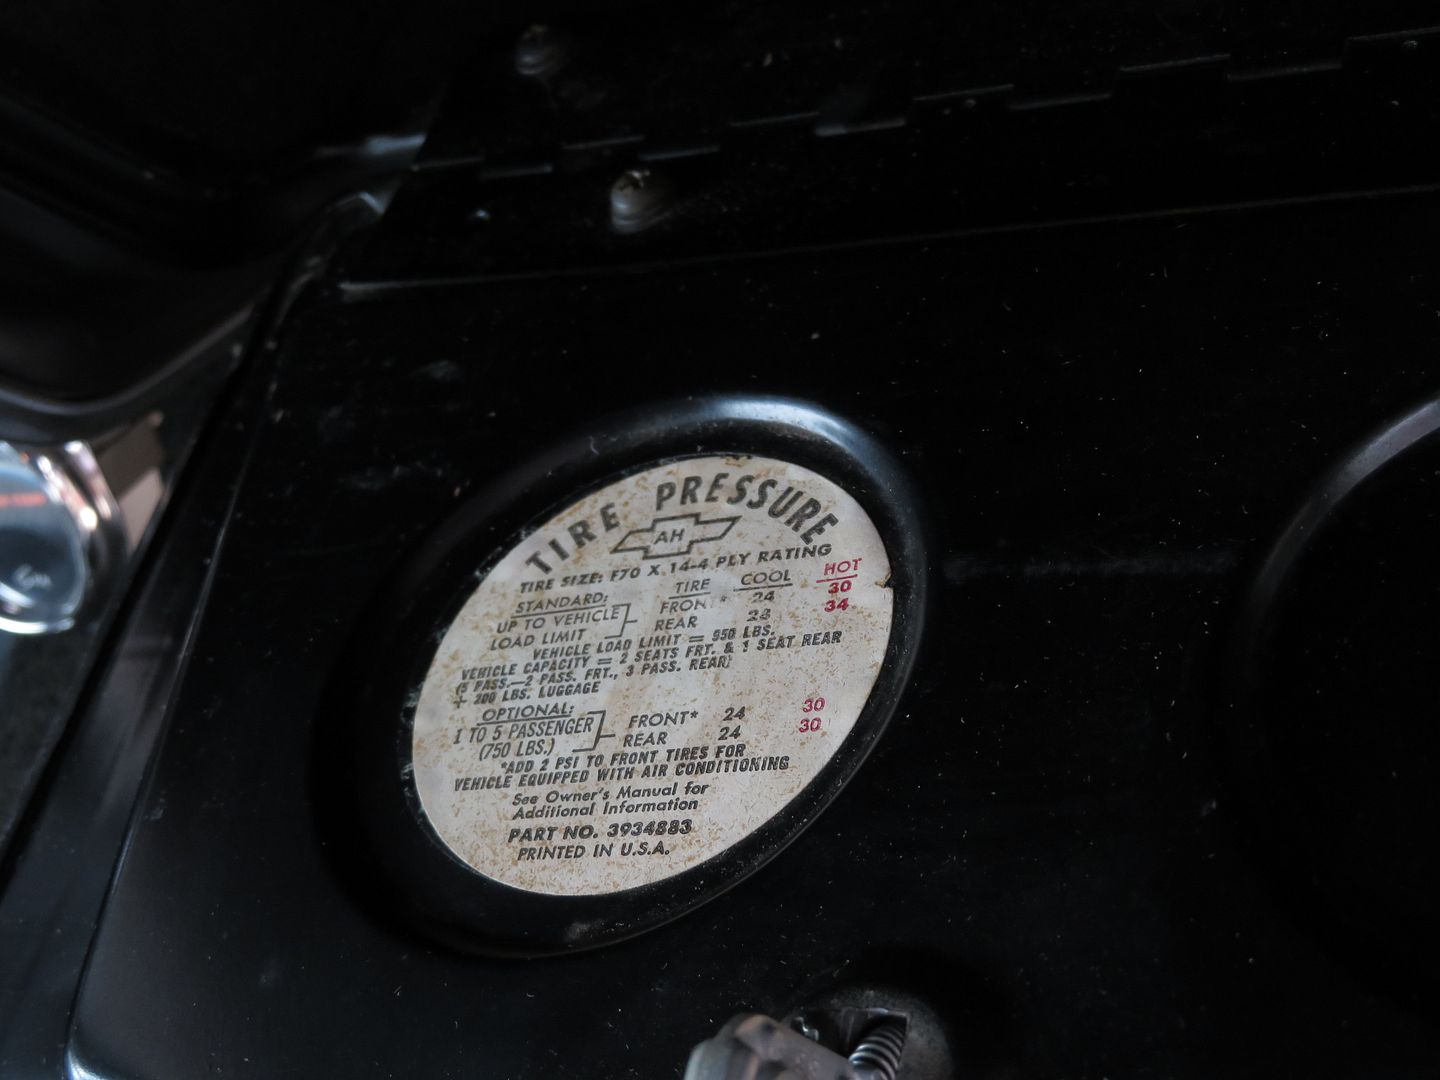 TIRE PRESSURE
AH
TIRE SIZE: F70 X 14-4 PLY RATING
STANDARD: TIRE COOL HOT
UP TO VEHICLE FRONT* 24 30
LOAD LIMIT REAR 28 34
VEHICLE LOAD LIMIT = 950 LBS.
VEHICLE CAPACITY = 2 SEATS FRT. & 1 SEAT REAR
(5 PASS.—2 PASS. FRT., 3 PASS. REAR)
+ 200 LBS. LUGGAGE
OPTIONAL:
1 TO 5 PASSENGER FRONT* 24 30
(750 LBS.) REAR 24 30
*ADD 2 PSI TO FRONT TIRES FOR
VEHICLE EQUIPPED WITH AIR CONDITIONING
See Owner's Manual for
Additional Information
PART NO. 3934883
PRINTED IN U.S.A.